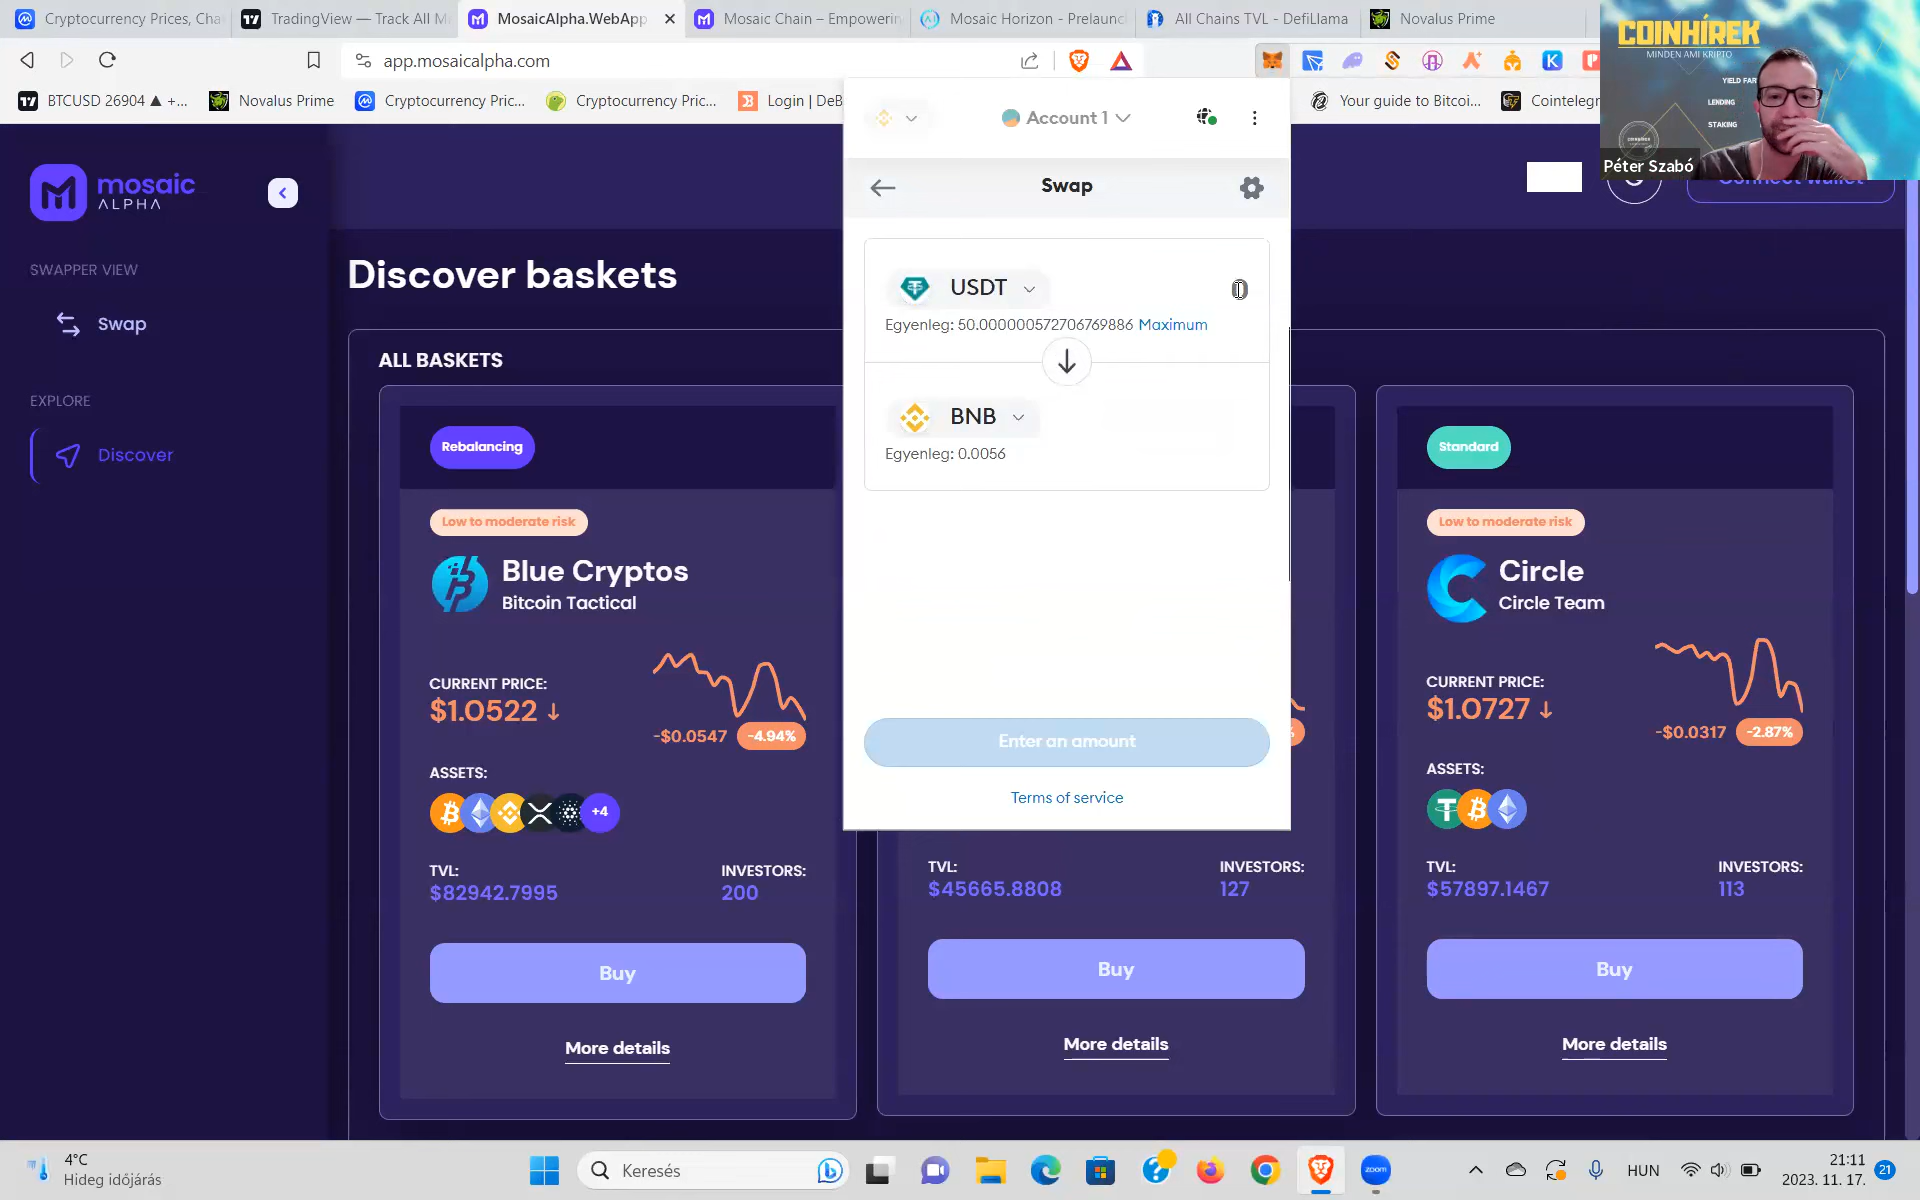 Cryptocurrency Prices, Cha
TradingView — Track All M
MosaicAlpha.WebApp
Mosaic Chain – Empowerin
Mosaic Horizon - Prelaunch
All Chains TVL - DefiLlama
Novalus Prime
app.mosaicalpha.com
BTCUSD 26904 ▲ +...
Novalus Prime
Cryptocurrency Pric...
Cryptocurrency Pric...
Login | DeB
Your guide to Bitcoi...
Cointelegr
COINHÍREK
MINDEN AMI KRIPTO
YIELD FAR
LENDING
STAKING
Péter Szabó
mosaic
ALPHA
SWAPPER VIEW
Swap
EXPLORE
Discover
Discover baskets
ALL BASKETS
Account 1
Swap
USDT
0
Egyenleg: 50.000000572706769886 Maximum
BNB
Egyenleg: 0.0056
Enter an amount
Terms of service
Rebalancing
Low to moderate risk
Blue Cryptos
Bitcoin Tactical
CURRENT PRICE:
$1.0522 ↓
-$0.0547 -4.94%
ASSETS:
+4
TVL:
$82942.7995
INVESTORS:
200
Buy
More details
TVL:
$45665.8808
INVESTORS:
127
Buy
More details
Standard
Low to moderate risk
Circle
Circle Team
CURRENT PRICE:
$1.0727 ↓
-$0.0317 -2.87%
ASSETS:
TVL:
$57897.1467
INVESTORS:
113
Buy
More details
4°C
Hideg időjárás
Keresés
zoom
HUN
21:11
2023. 11. 17.
21